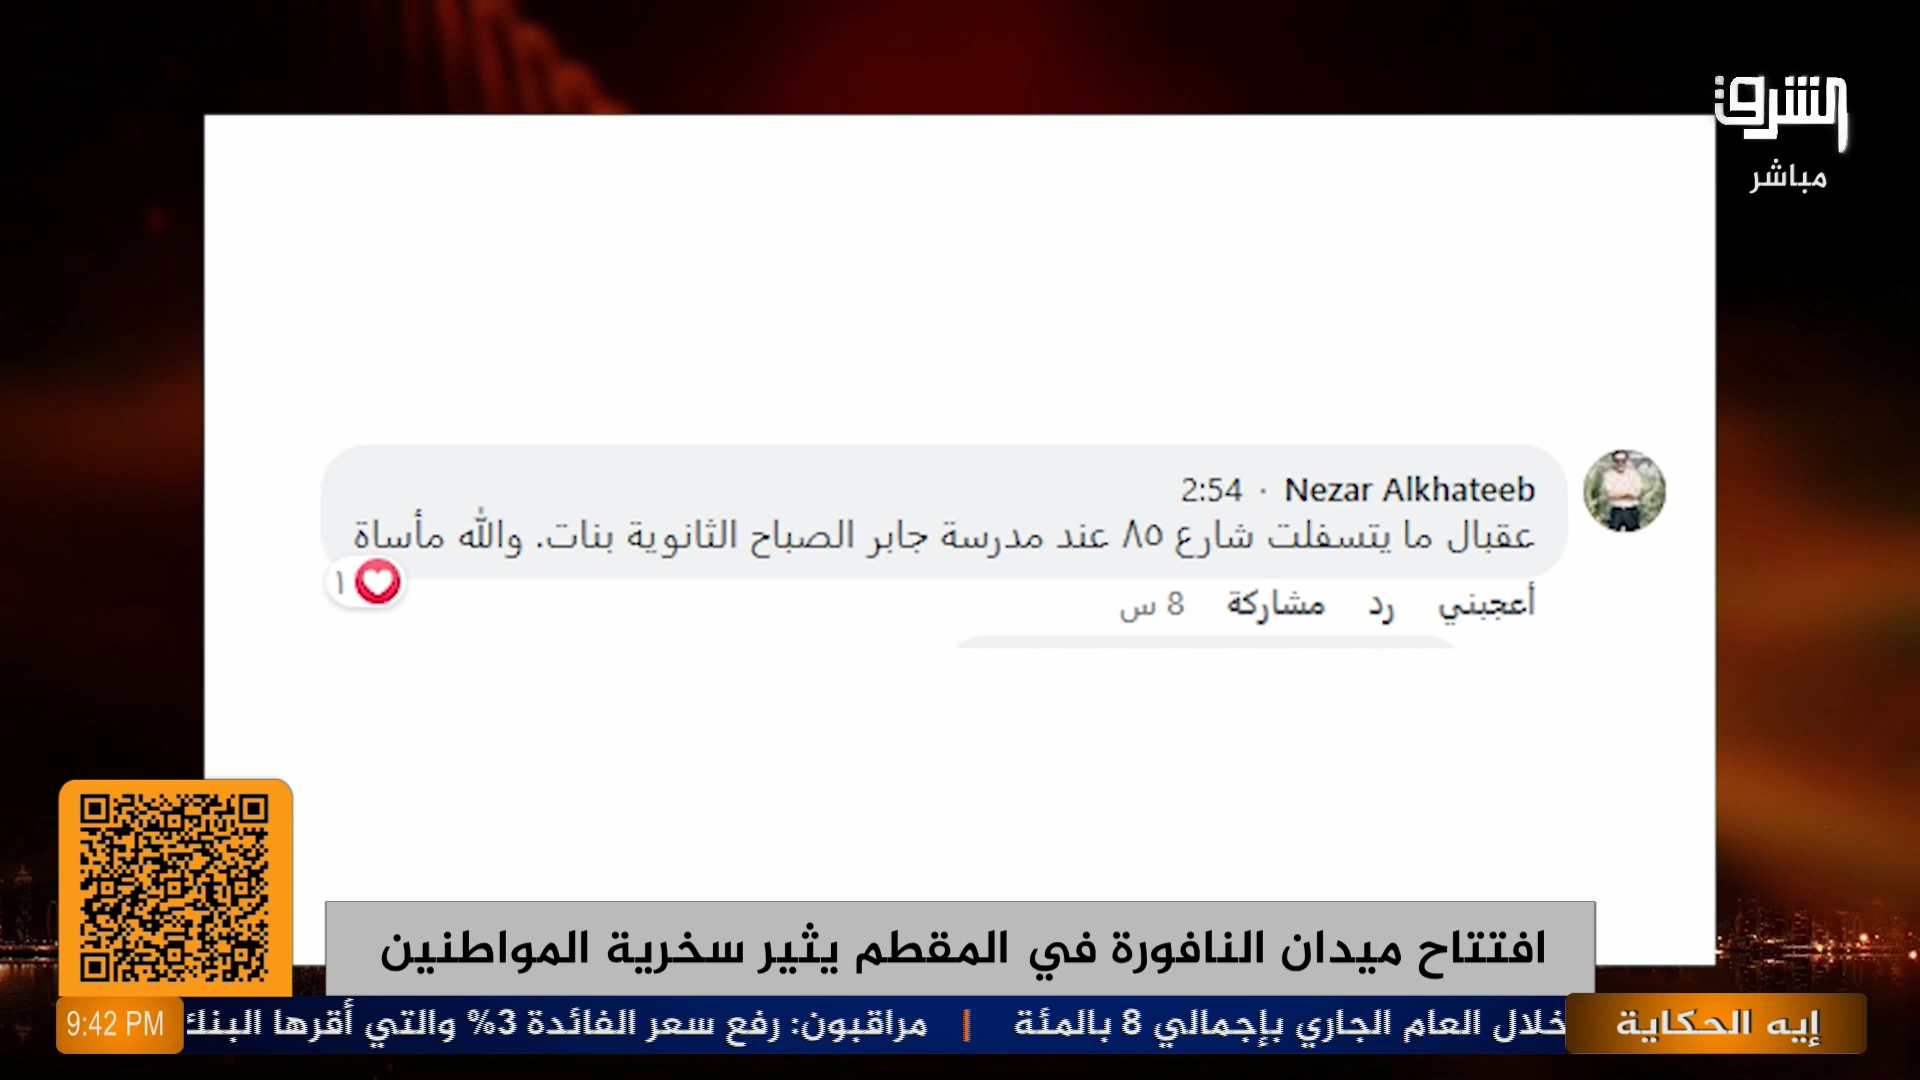 الشرق
مباشر
Nezar Alkhateeb · 2:54
عقبال ما يتسفلت شارع ٨٥ عند مدرسة جابر الصباح الثانوية بنات. والله مأساة
١
أعجبني رد مشاركة 8 س
افتتاح ميدان النافورة في المقطم يثير سخرية المواطنين
إيه الحكاية
خلال العام الجاري بإجمالي 8 بالمئة | مراقبون: رفع سعر الفائدة 3% والتي أقرها البنك
9:42 PM